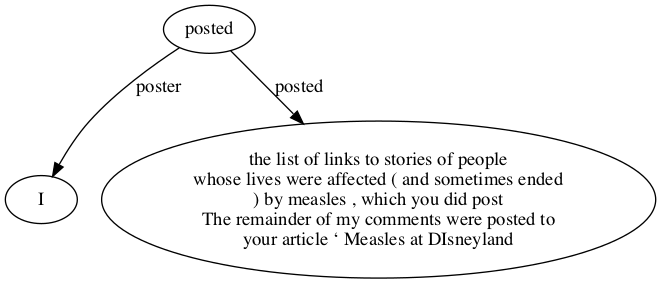 posted
poster
posted
I
the list of links to stories of people
whose lives were affected ( and sometimes ended
) by measles , which you did post
The remainder of my comments were posted to
your article ‘ Measles at DIsneyland